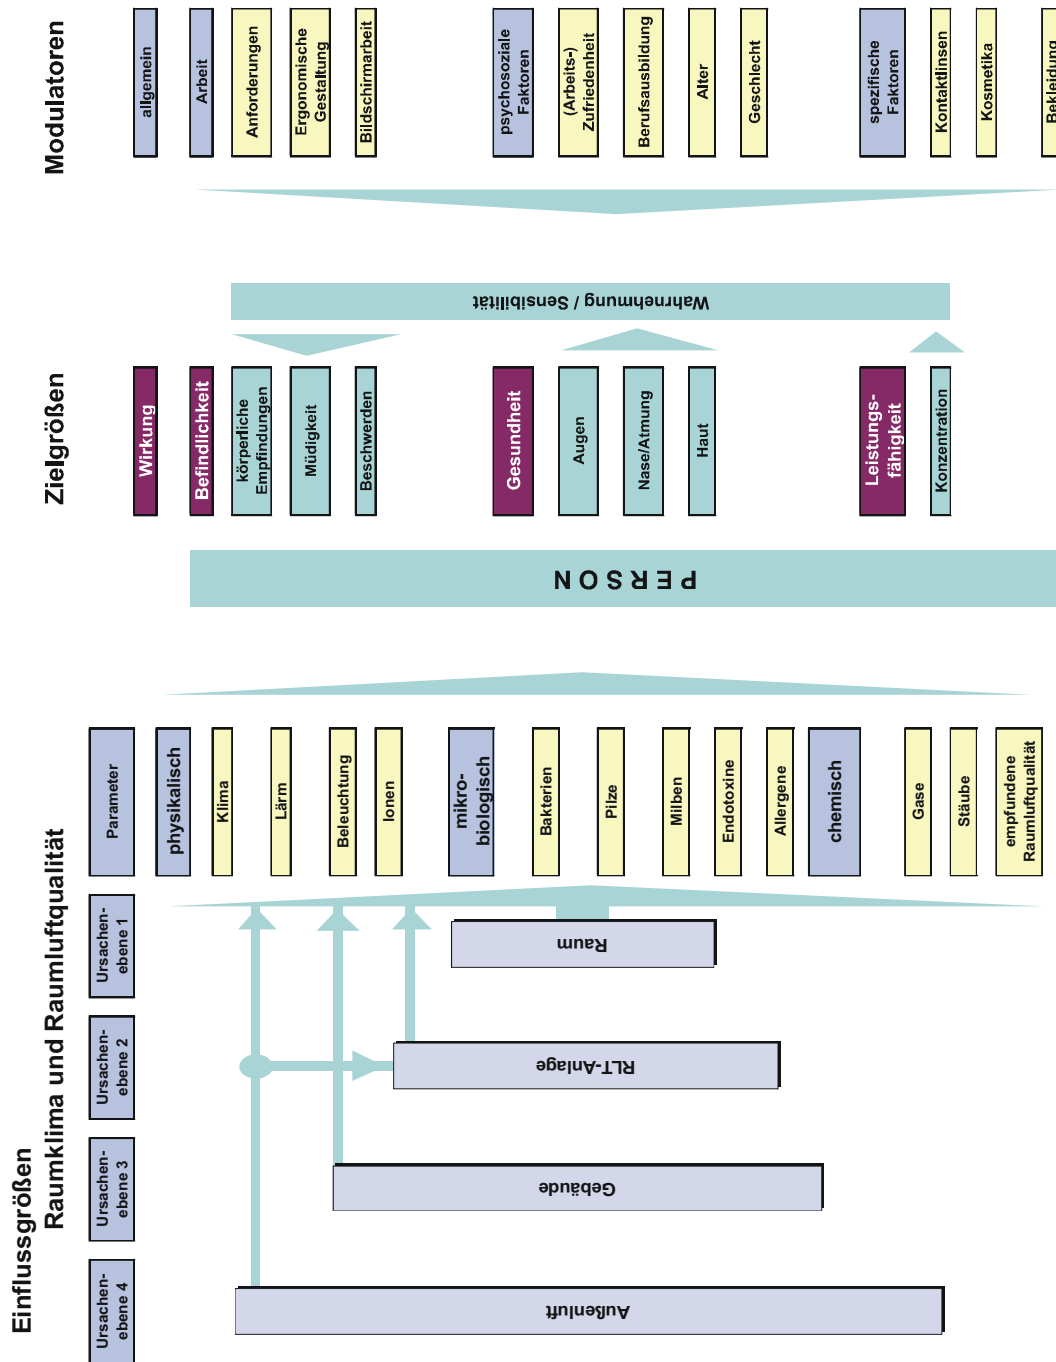 Einflussgrößen
Raumklima und Raumluftqualität
Ursachen-
ebene 4
Ursachen-
ebene 3
Ursachen-
ebene 2
Ursachen-
ebene 1
Parameter
Außenluft
Gebäude
RLT-Anlage
Raum
physikalisch
Klima
Lärm
Beleuchtung
Ionen
mikro-
biologisch
Bakterien
Pilze
Milben
Endotoxine
Allergene
chemisch
Gase
Stäube
empfundene
Raumluftqualität
PERSON
Zielgrößen
Wirkung
Befindlichkeit
körperliche
Empfindungen
Müdigkeit
Beschwerden
Gesundheit
Augen
Nase/Atmung
Haut
Leistungs-
fähigkeit
Konzentration
Wahrnehmung / Sensibilität
Modulatoren
allgemein
Arbeit
Anforderungen
Ergonomische
Gestaltung
Bildschirmarbeit
psychosoziale
Faktoren
(Arbeits-)
Zufriedenheit
Berufsausbildung
Alter
Geschlecht
spezifische
Faktoren
Kontaktlinsen
Kosmetika
Bekleidung